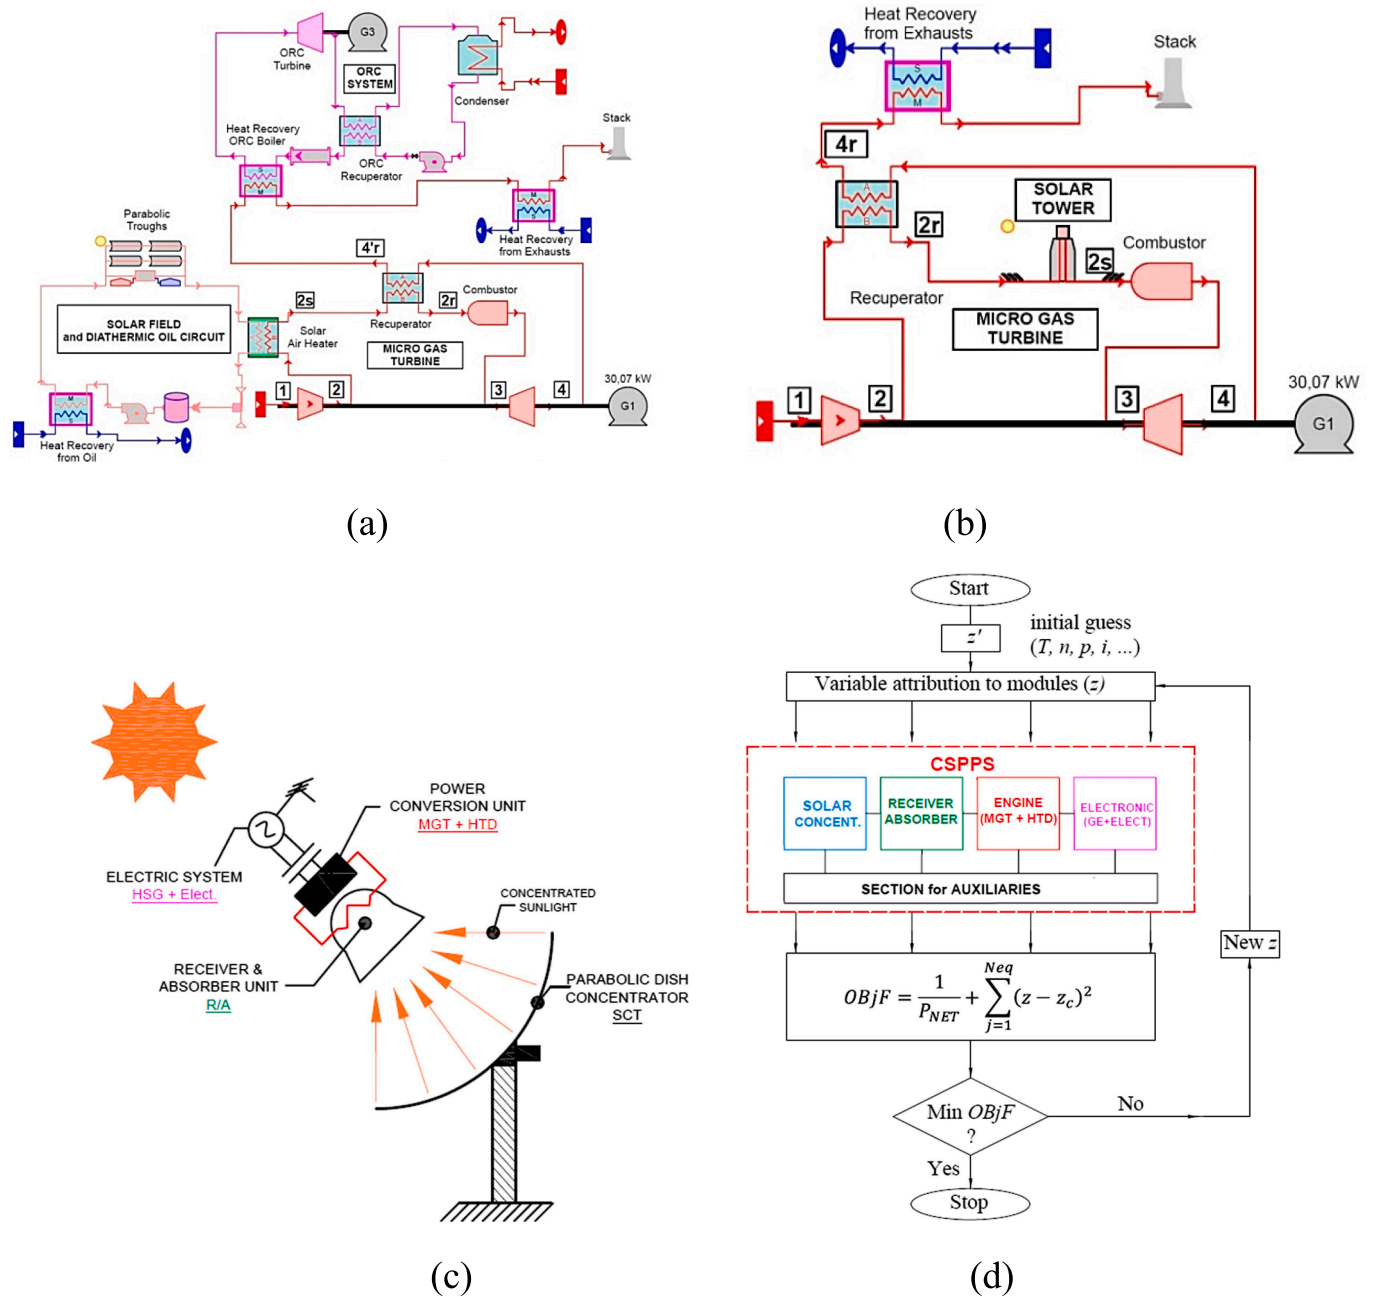 ORC
Turbine
G3
ORC
SYSTEM
Condenser
Heat Recovery
ORC Boiler
ORC
Recuperator
Stack
S
M
A
B
M
S
Heat Recovery
from Exhausts
Parabolic
Troughs
4'r
SOLAR FIELD
and DIATHERMIC OIL CIRCUIT
2s
Solar
Air Heater
A
Recuperator
2r
Combustor
MICRO GAS
TURBINE
1
2
3
4
30,07 kW
G1
M
S
Heat Recovery
from Oil
(a)
Heat Recovery
from Exhausts
S
M
Stack
4r
A
B
2r
SOLAR
TOWER
2s
Combustor
Recuperator
MICRO GAS
TURBINE
1
2
3
4
30,07 kW
G1
(b)
POWER
CONVERSION UNIT
MGT + HTD
ELECTRIC SYSTEM
HSG + Elect.
CONCENTRATED
SUNLIGHT
RECEIVER &
ABSORBER UNIT
R/A
PARABOLIC DISH
CONCENTRATOR
SCT
(c)
Start
z'
initial guess
(T, n, p, i, ...)
Variable attribution to modules (z)
CSPPS
SOLAR
CONCENT.
RECEIVER
ABSORBER
ENGINE
(MGT + HTD)
ELECTRONIC
(GE+ELECT)
SECTION for AUXILIARIES
New z
OBjF = 1/P_NET + ∑_{j=1}^{Neq} (z − z_c)^2
Min OBjF
?
No
Yes
Stop
(d)